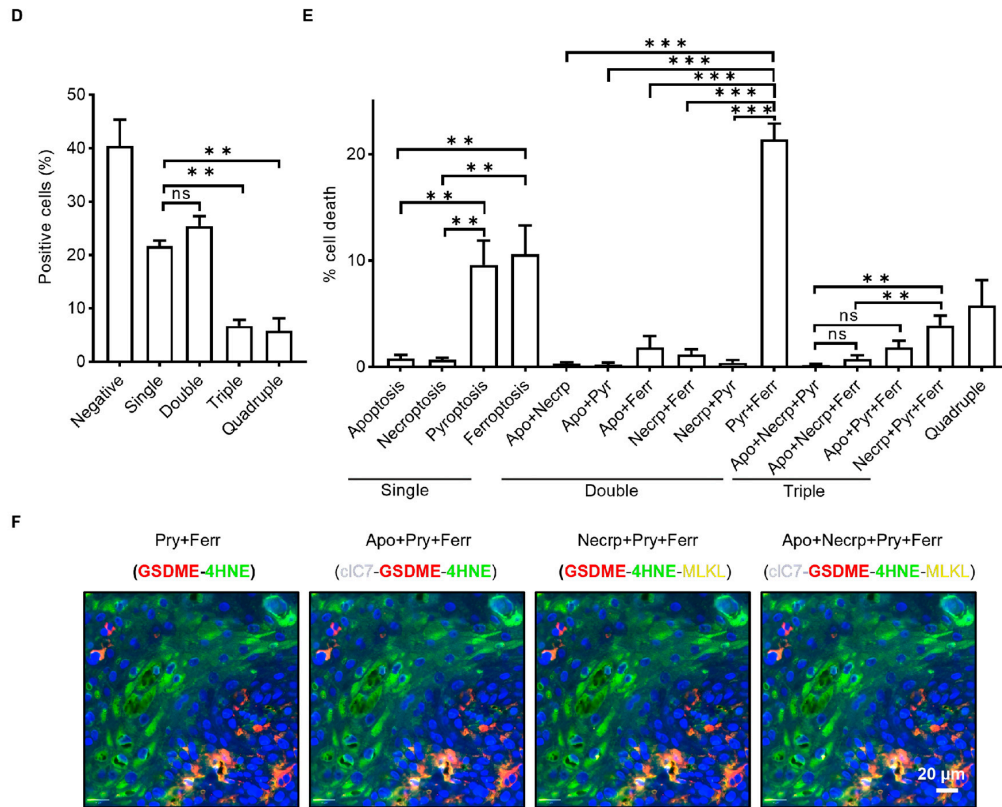 D
E
Positive cells (%)
50
40
30
20
10
0
* *
* *
ns
Negative
Single
Double
Triple
Quadruple
% cell death
20
10
0
* * *
* * *
* * *
* * *
* * *
* *
* *
* *
* *
* *
* *
ns
ns
Apoptosis
Necroptosis
Pyroptosis
Ferroptosis
Apo+Necrp
Apo+Pyr
Apo+Ferr
Necrp+Ferr
Necrp+Pyr
Pyr+Ferr
Apo+Necrp+Pyr
Apo+Necrp+Ferr
Apo+Pyr+Ferr
Necrp+Pyr+Ferr
Quadruple
Single
Double
Triple
F
Pry+Ferr
(GSDME-4HNE)
Apo+Pry+Ferr
(clC7-GSDME-4HNE)
Necrp+Pry+Ferr
(GSDME-4HNE-MLKL)
Apo+Necrp+Pry+Ferr
(clC7-GSDME-4HNE-MLKL)
20 µm